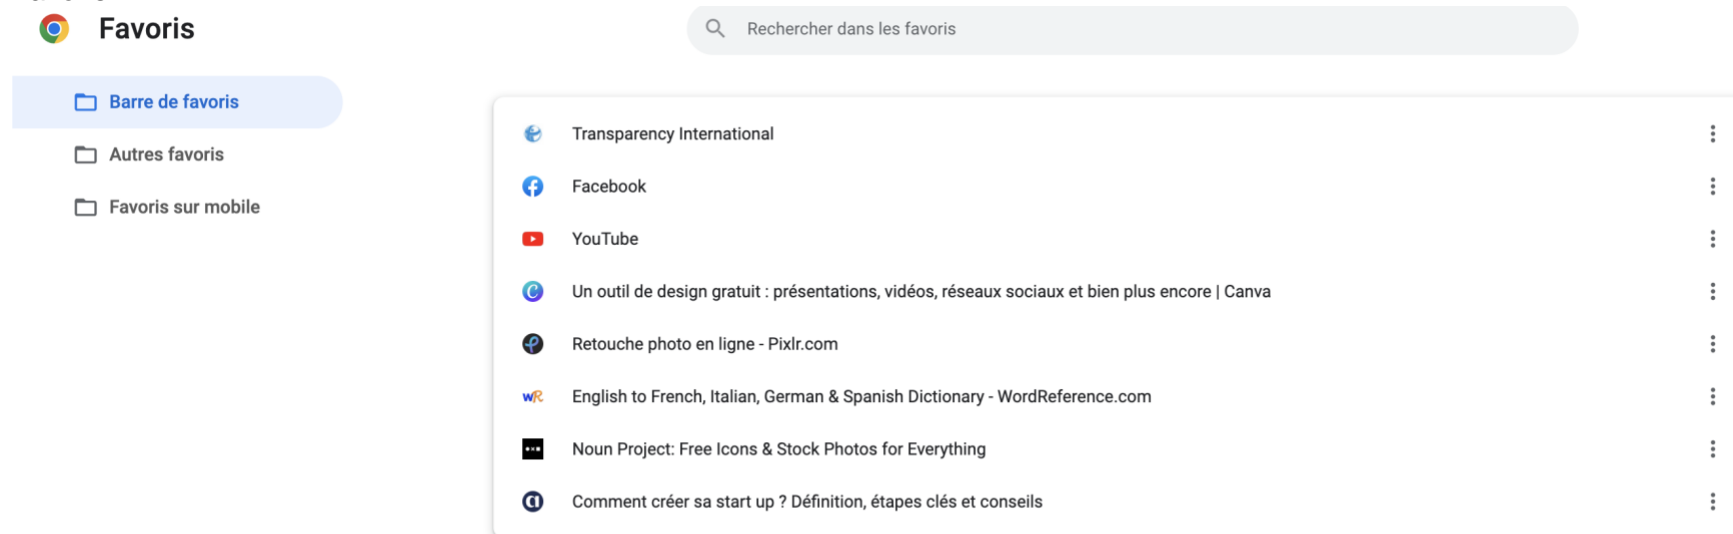 Favoris
Rechercher dans les favoris
Barre de favoris
Autres favoris
Favoris sur mobile
Transparency International
Facebook
YouTube
Un outil de design gratuit : présentations, vidéos, réseaux sociaux et bien plus encore | Canva
Retouche photo en ligne - Pixlr.com
WR English to French, Italian, German & Spanish Dictionary - WordReference.com
Noun Project: Free Icons & Stock Photos for Everything
Comment créer sa start up ? Définition, étapes clés et conseils